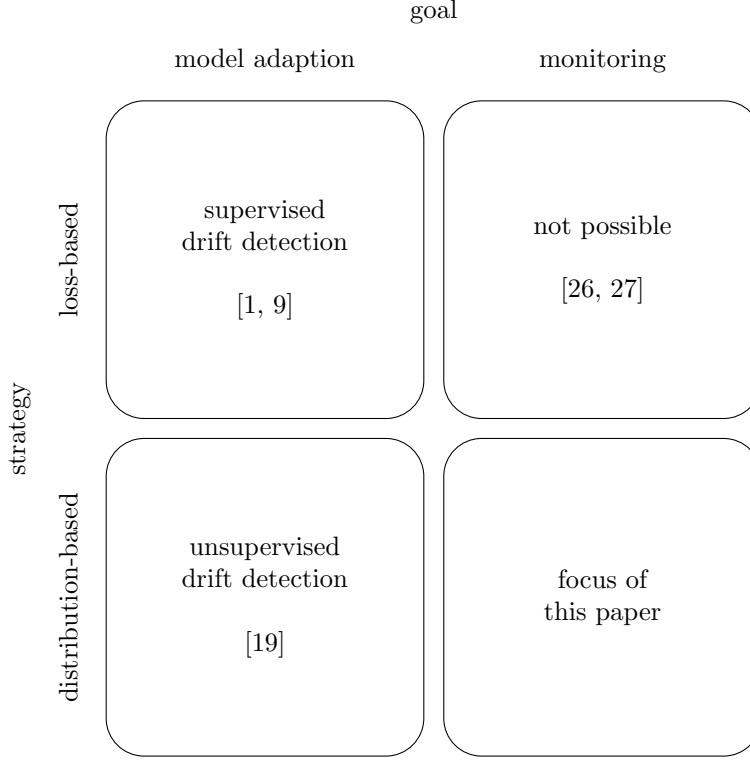 goal
model adaption
monitoring
strategy
loss-based
supervised
drift detection
[1, 9]
not possible
[26, 27]
distribution-based
unsupervised
drift detection
[19]
focus of
this paper